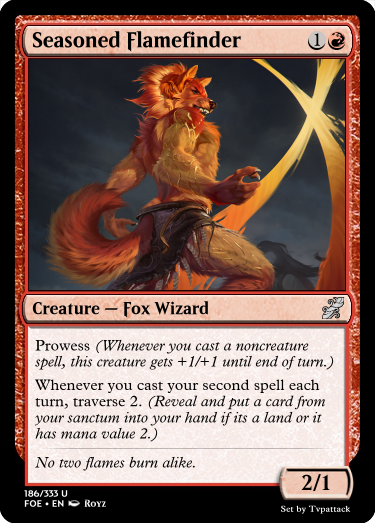 Seasoned Flamefinder 1
Creature — Fox Wizard
Prowess (Whenever you cast a noncreature
spell, this creature gets +1/+1 until end of turn.)
Whenever you cast your second spell each
turn, traverse 2. (Reveal and put a card from
your sanctum into your hand if its a land or it
has mana value 2.)
No two flames burn alike.
2/1
186/333 U
FOE • EN Royz
Set by Tvpattack